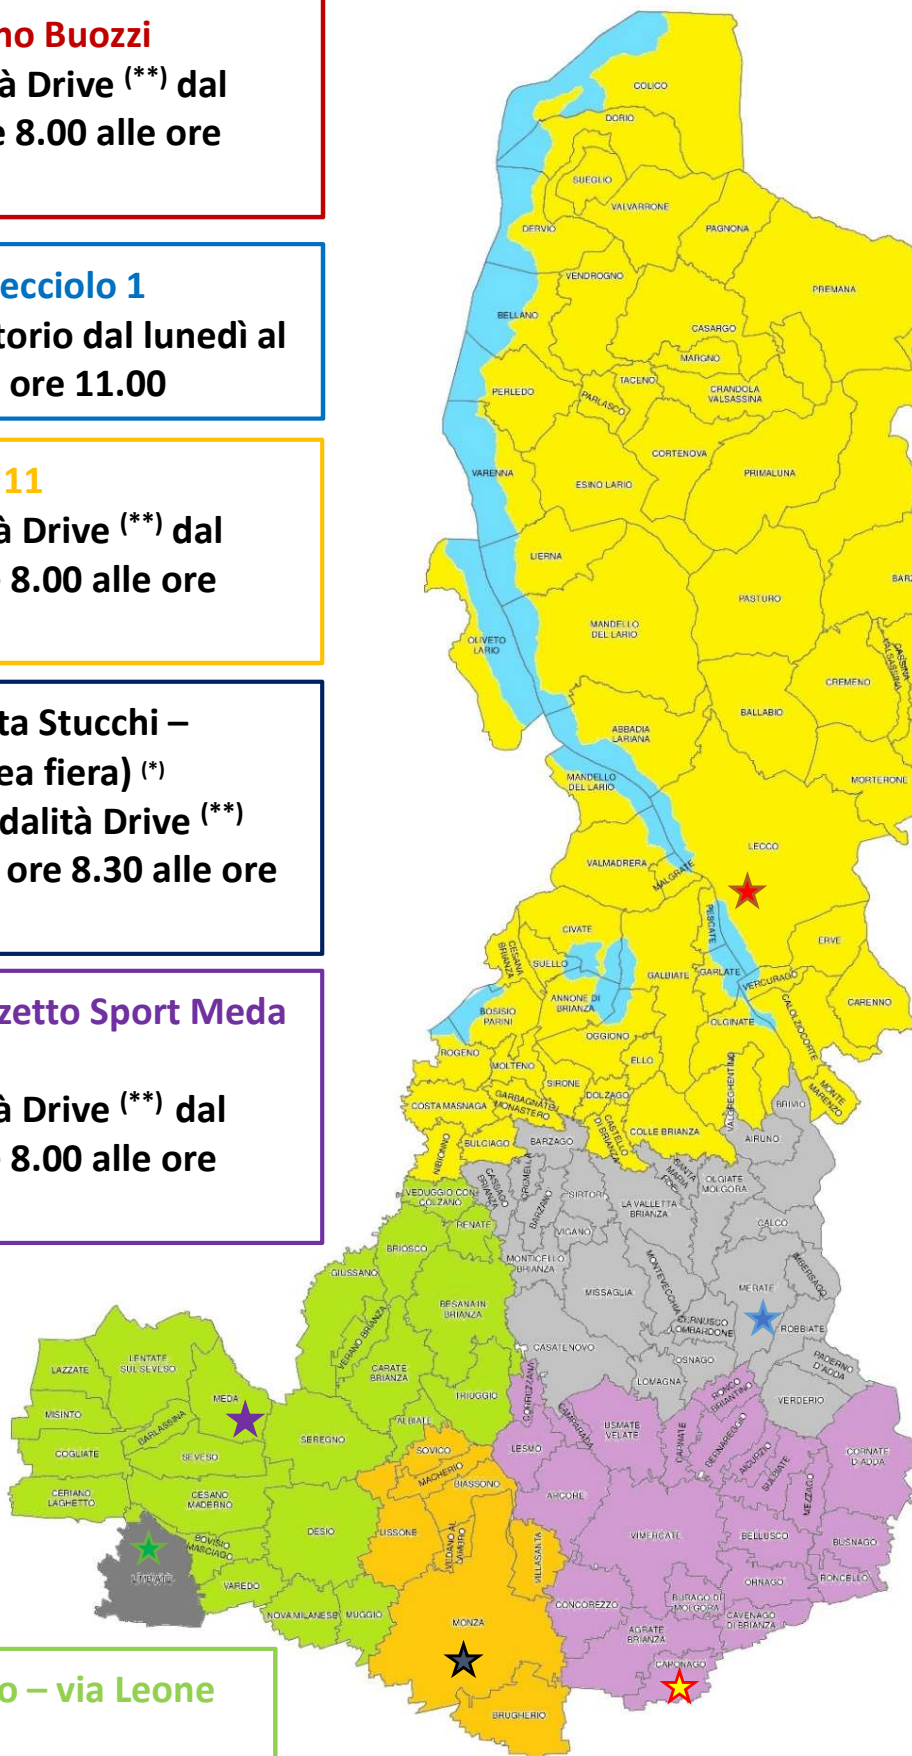 no Buozzi
à Drive (**) dal
e 8.00 alle ore
ecciolo 1
torio dal lunedì al
ore 11.00
11
à Drive (**) dal
8.00 alle ore
ta Stucchi –
ea fiera) (*)
dalità Drive (**)
ore 8.30 alle ore
zetto Sport Meda
à Drive (**) dal
8.00 alle ore
o – via Leone
COLICO
DORIO
SUEGLIO
VALVARRONE
DERVIO
PAGNONA
VENDROGNO
PREMANA
BELLANO
CASARGO
MARGNO
TACENO
PERLEDO
PARLASCO
CRANDOLA
VALSASSINA
CORTENOVA
VARENNA
ESINO LARIO
PRIMALUNA
LIERNA
BARZ
PASTURO
MANDELLO
DEL LARIO
OLIVETO
LARIO
CASSINA
VALSASSINA
CREMENO
BALLABIO
ABBADIA
LARIANA
MANDELLO
DEL LARIO
MORTERONE
LECCO
VALMADRERA
MALGRATE
PESCATE
CIVATE
ERVE
CESANA
BRIANZA
SUELLO
GALBIATE
GARLATE
VERCURAGO
CARENNO
ANNONE DI
BRIANZA
BOSISIO
PARINI
CALOLZIOCORTE
OLGINATE
OGGIONO
ROGENO
ELLO
MOLTENO
SIRONE
VALGREGHENTINO
MONTE
MARENZO
DOLZAGO
GARBAGNATE
MONASTERO
COSTA MASNAGA
BRIVIO
CASTELLO
DI BRIANZA
COLLE BRIANZA
AIRUNO
BULCIAGO
BARZAGO
NIBIONNO
CREMELLA
CASSAGO
BRIANZA
SANTA
MARIA
HOE'
OLGIATE
MOLGORA
VEDUGGIO CON
COLZANO
SIRTORI
BARZANO'
LA VALLETTA
BRIANZA
RENATE
VIGANO
CALCO
BRIOSCO
MONTICELLO
BRIANZA
GIUSSANO
MONTEVECCHIA
IMBERSAGO
MISSAGLIA
MERATE
BESANA IN
BRIANZA
CERNUSCO
LOMBARDONE
ROBBIATE
VERANO BRIANZA
CASATENOVO
OSNAGO
PADERNO
D'ADDA
LENTATE
SUL SEVESO
LAZZATE
CARATE
BRIANZA
LOMAGNA
RONCO
BRIANTINO
VERDERIO
MEDA
TRIUGGIO
CORREZZANA
MISINTO
BARLASSINA
ALBIATE
CAMPARADA
USMATE
VELATE
CARNATE
BERNAREGGIO
SEREGNO
SOVICO
LESMO
COGLIATE
SEVESO
AICURZIO
SULBIATE
MEZZAGO
CORNATE
D'ADDA
MACHERIO
BIASSONO
CERIANO
LAGHETTO
CESANO
MADERNO
ARCORE
DESIO
LISSONE
VEDANO AL
LAMBRO
VIMERCATE
BELLUSCO
BUSNAGO
BOVISIO
MASCIAGO
VILLASANTA
LIMBIATE
VAREDO
ORNAGO
RONCELLO
NOVA MILANESE
MUGGIO
CONCOREZZO
BURAGO DI
MOLGORA
CAVENAGO
DI BRIANZA
MONZA
AGRATE
BRIANZA
CAPONAGO
BRUGHERIO